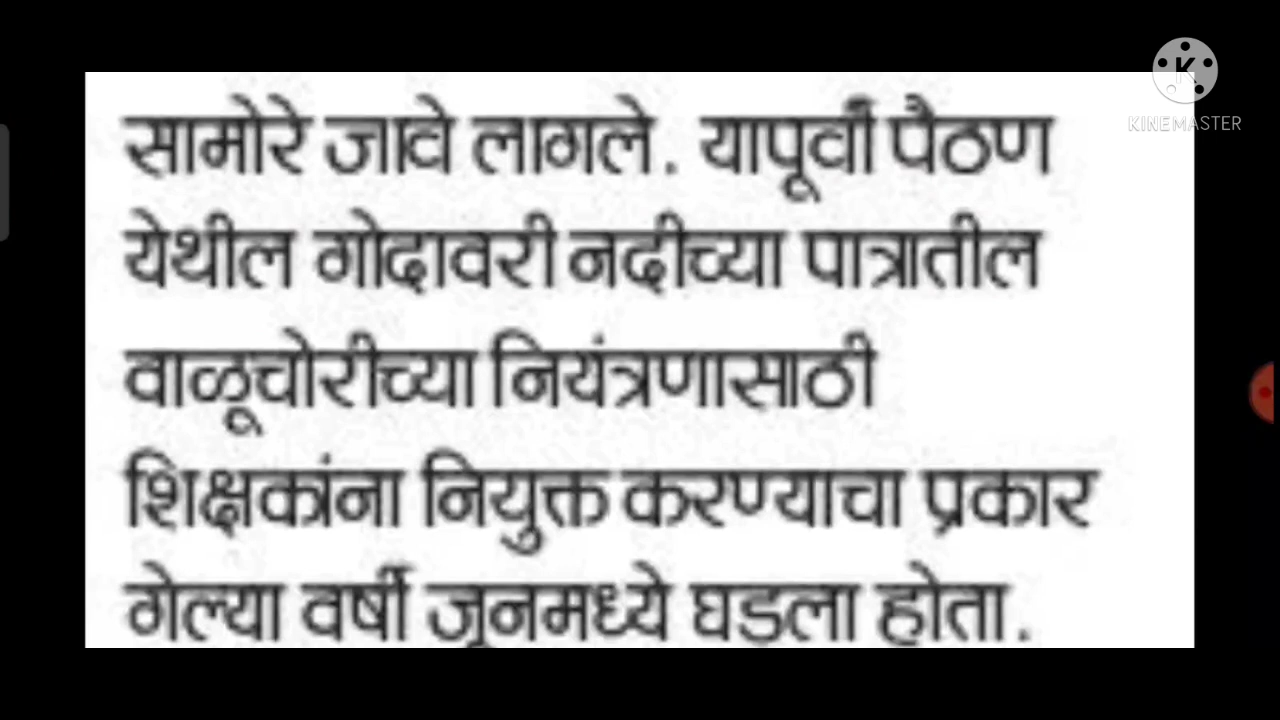 KINEMASTER
सामोरे जावे लागले. यापूर्वी पैठण
येथील गोदावरी नदीच्या पात्रातील
वाळूचोरीच्या नियंत्रणासाठी
शिक्षकांना नियुक्त करण्याचा प्रकार
गेल्या वर्षी जूनमध्ये घडला होता.